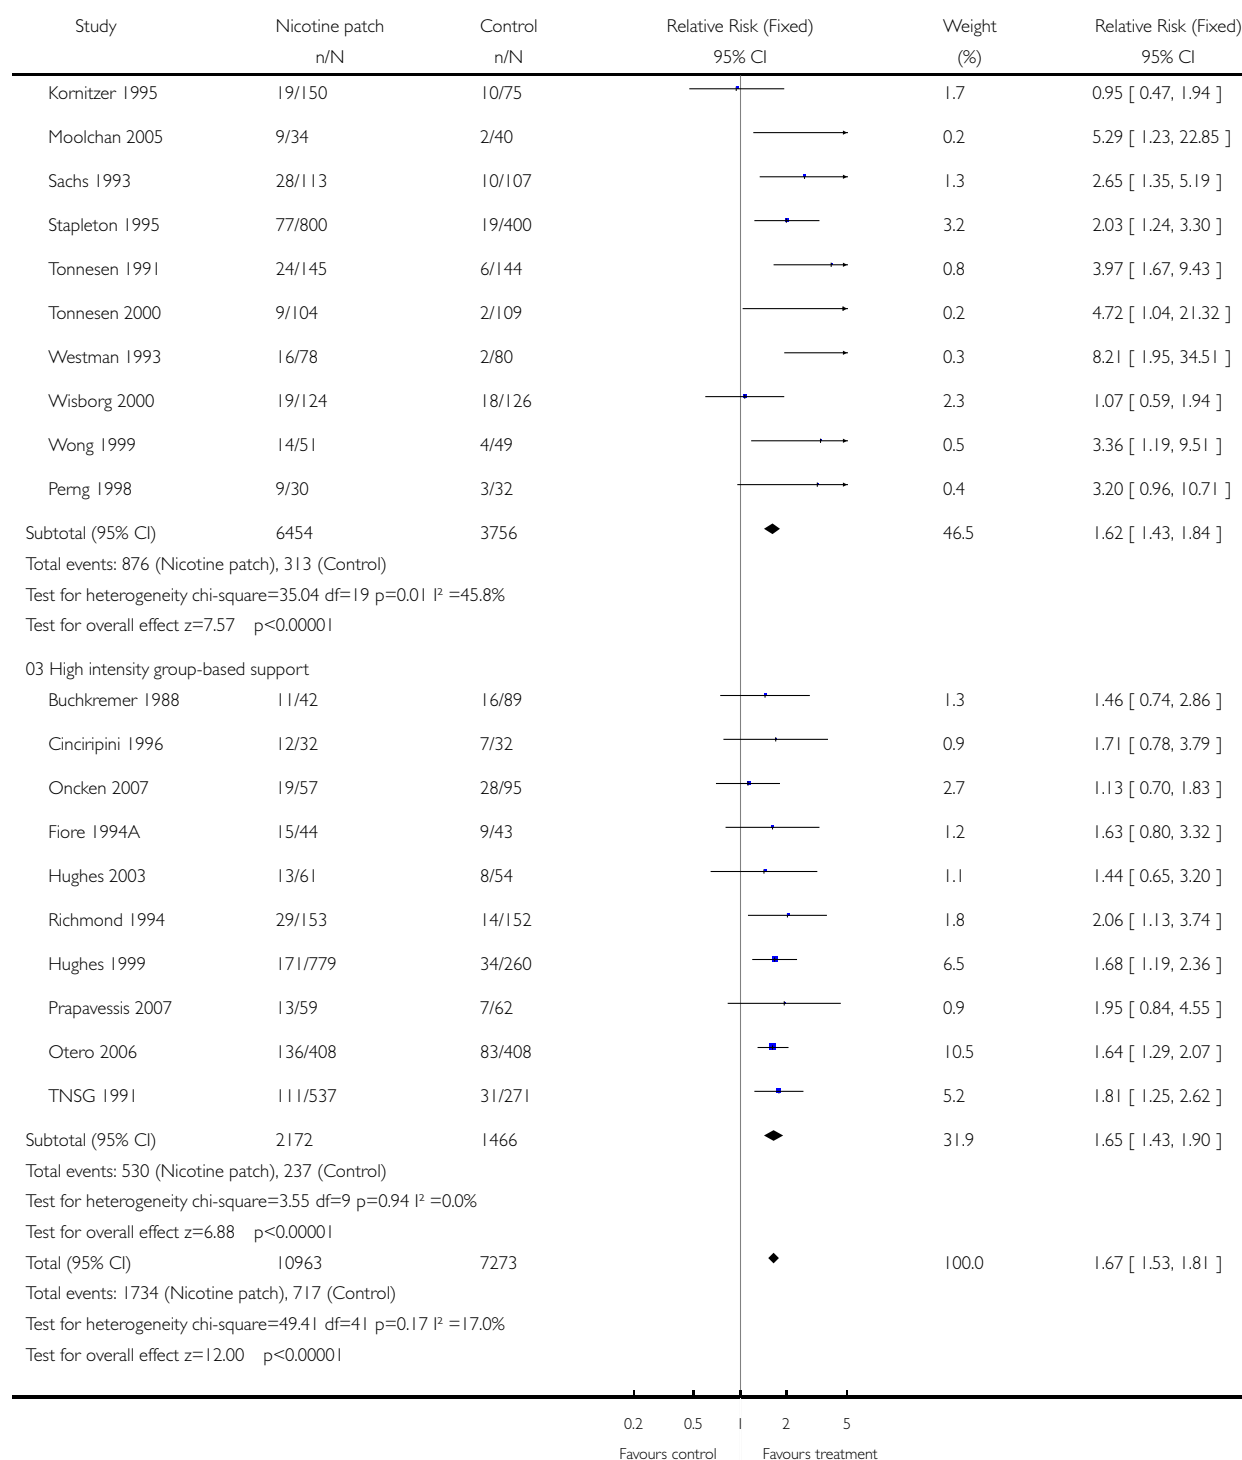 Study Nicotine patch Control Relative Risk (Fixed) Weight Relative Risk (Fixed)
n/N n/N 95% CI (%) 95% CI
Kornitzer 1995 19/150 10/75 1.7 0.95 [ 0.47, 1.94 ]
Moolchan 2005 9/34 2/40 0.2 5.29 [ 1.23, 22.85 ]
Sachs 1993 28/113 10/107 1.3 2.65 [ 1.35, 5.19 ]
Stapleton 1995 77/800 19/400 3.2 2.03 [ 1.24, 3.30 ]
Tonnesen 1991 24/145 6/144 0.8 3.97 [ 1.67, 9.43 ]
Tonnesen 2000 9/104 2/109 0.2 4.72 [ 1.04, 21.32 ]
Westman 1993 16/78 2/80 0.3 8.21 [ 1.95, 34.51 ]
Wisborg 2000 19/124 18/126 2.3 1.07 [ 0.59, 1.94 ]
Wong 1999 14/51 4/49 0.5 3.36 [ 1.19, 9.51 ]
Perng 1998 9/30 3/32 0.4 3.20 [ 0.96, 10.71 ]
Subtotal (95% CI) 6454 3756 46.5 1.62 [ 1.43, 1.84 ]
Total events: 876 (Nicotine patch), 313 (Control)
Test for heterogeneity chi-square=35.04 df=19 p=0.01 I² =45.8%
Test for overall effect z=7.57 p<0.00001
03 High intensity group-based support
Buchkremer 1988 11/42 16/89 1.3 1.46 [ 0.74, 2.86 ]
Cinciripini 1996 12/32 7/32 0.9 1.71 [ 0.78, 3.79 ]
Oncken 2007 19/57 28/95 2.7 1.13 [ 0.70, 1.83 ]
Fiore 1994A 15/44 9/43 1.2 1.63 [ 0.80, 3.32 ]
Hughes 2003 13/61 8/54 1.1 1.44 [ 0.65, 3.20 ]
Richmond 1994 29/153 14/152 1.8 2.06 [ 1.13, 3.74 ]
Hughes 1999 171/779 34/260 6.5 1.68 [ 1.19, 2.36 ]
Prapavessis 2007 13/59 7/62 0.9 1.95 [ 0.84, 4.55 ]
Otero 2006 136/408 83/408 10.5 1.64 [ 1.29, 2.07 ]
TNSG 1991 111/537 31/271 5.2 1.81 [ 1.25, 2.62 ]
Subtotal (95% CI) 2172 1466 31.9 1.65 [ 1.43, 1.90 ]
Total events: 530 (Nicotine patch), 237 (Control)
Test for heterogeneity chi-square=3.55 df=9 p=0.94 I² =0.0%
Test for overall effect z=6.88 p<0.00001
Total (95% CI) 10963 7273 100.0 1.67 [ 1.53, 1.81 ]
Total events: 1734 (Nicotine patch), 717 (Control)
Test for heterogeneity chi-square=49.41 df=41 p=0.17 I² =17.0%
Test for overall effect z=12.00 p<0.00001
0.2 0.5 1 2 5
Favours control Favours treatment